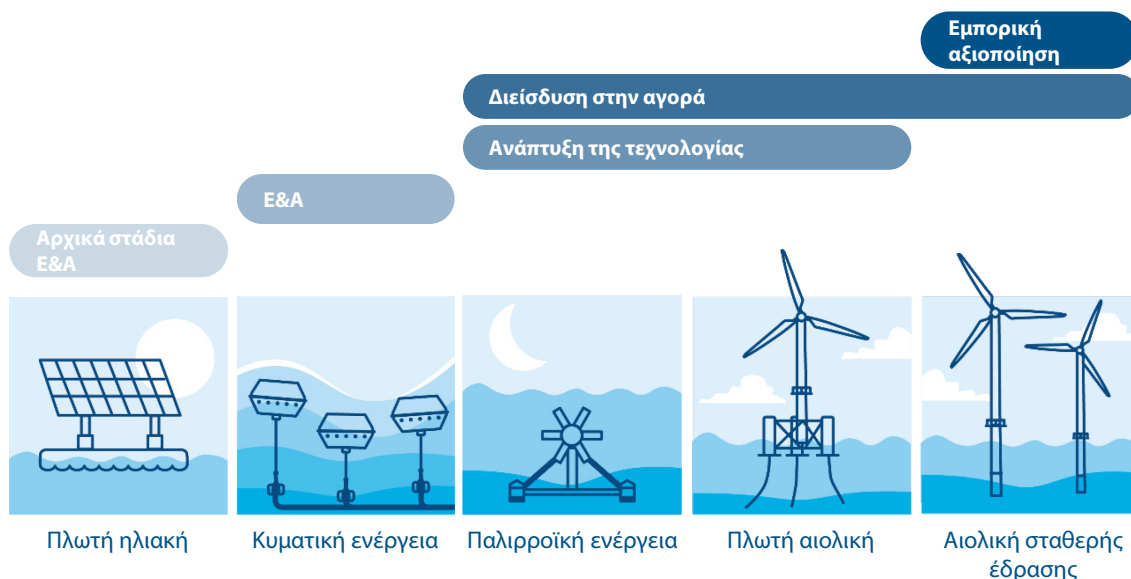 Εμπορική
αξιοποίηση
Διείσδυση στην αγορά
Ανάπτυξη της τεχνολογίας
Ε&Α
Αρχικά στάδια
Ε&Α
Πλωτή ηλιακή
Κυματική ενέργεια
Παλιρροϊκή ενέργεια
Πλωτή αιολική
Αιολική σταθερής
έδρασης